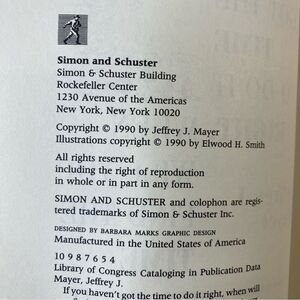 Simon and Schuster
Simon & Schuster Building
Rockefeller Center
1230 Avenue of the Americas
New York, New York 10020
Copyright © 1990 by Jeffrey J. Mayer
Illustrations copyright © 1990 by Elwood H. Smith
All rights reserved
including the right of reproduction
in whole or in part in any form.
SIMON AND SCHUSTER and colophon are regis-
tered trademarks of Simon & Schuster Inc.
DESIGNED BY BARBARA MARKS GRAPHIC DESIGN
Manufactured in the United States of America
10 9 8 7 6 5 4
Library of Congress Cataloging in Publication Data
Mayer, Jeffrey J.
If you haven't got the time to do it right, when will